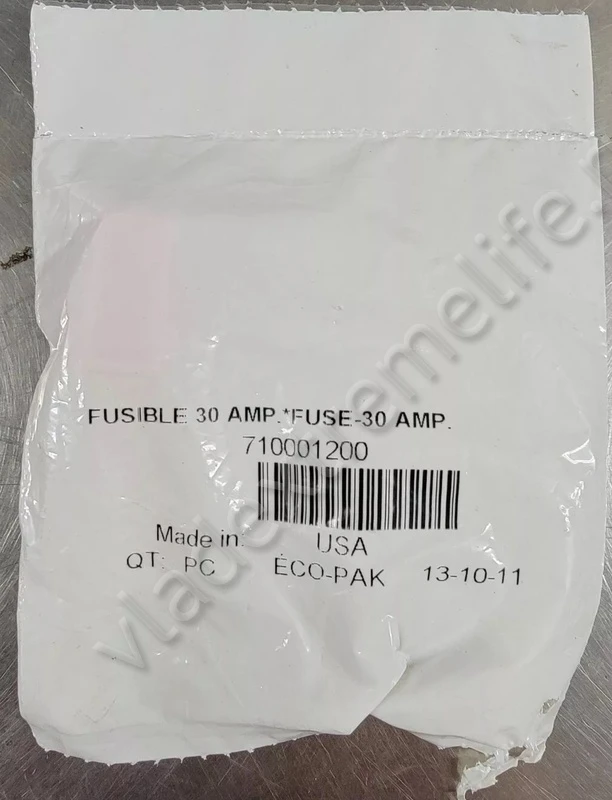 FUSIBLE 30 AMP.*FUSE-30 AMP.
710001200
Made in: USA
QT: PC ECO-PAK 13-10-11